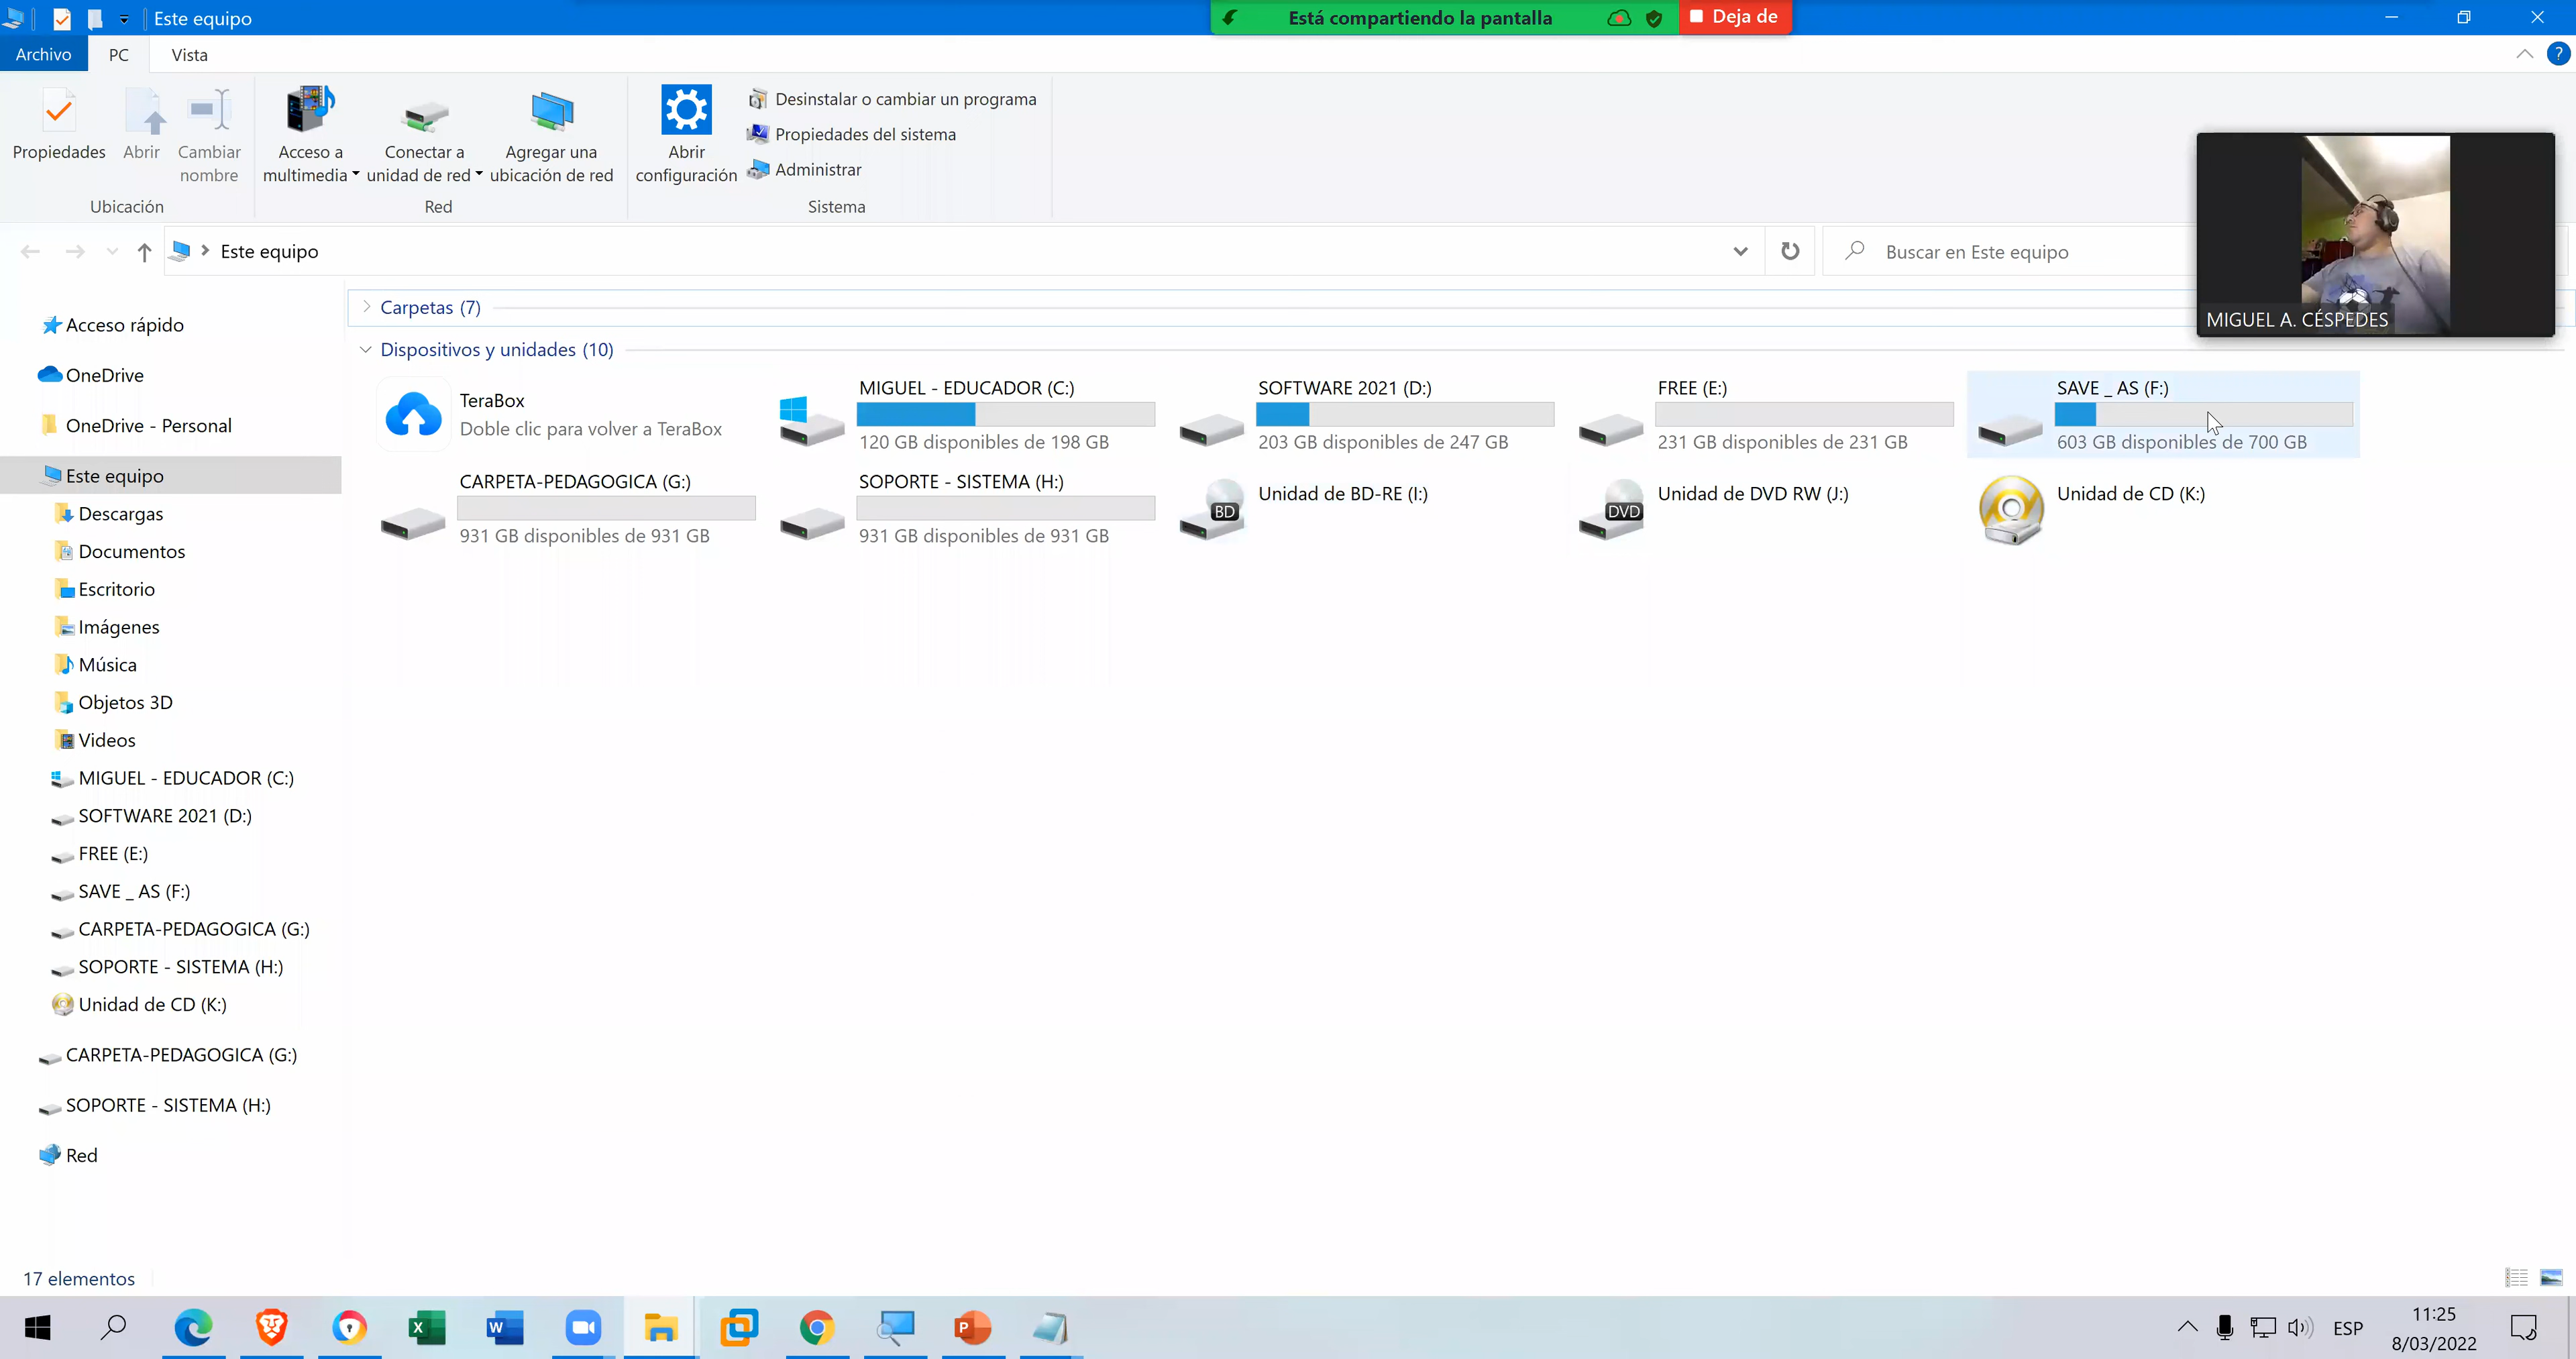 Este equipo
Está compartiendo la pantalla
Deja de
Archivo
PC
Vista
Propiedades
Abrir
Cambiar
nombre
Ubicación
Acceso a
multimedia
Conectar a
unidad de red
Agregar una
ubicación de red
Red
Abrir
configuración
Desinstalar o cambiar un programa
Propiedades del sistema
Administrar
Sistema
?
Este equipo
Buscar en Este equipo
MIGUEL A. CÉSPEDES
Acceso rápido
OneDrive
OneDrive - Personal
Este equipo
Descargas
Documentos
Escritorio
Imágenes
Música
Objetos 3D
Videos
MIGUEL - EDUCADOR (C:)
SOFTWARE 2021 (D:)
FREE (E:)
SAVE _ AS (F:)
CARPETA-PEDAGOGICA (G:)
SOPORTE - SISTEMA (H:)
Unidad de CD (K:)
CARPETA-PEDAGOGICA (G:)
SOPORTE - SISTEMA (H:)
Red
Carpetas (7)
Dispositivos y unidades (10)
TeraBox
Doble clic para volver a TeraBox
MIGUEL - EDUCADOR (C:)
120 GB disponibles de 198 GB
SOFTWARE 2021 (D:)
203 GB disponibles de 247 GB
FREE (E:)
231 GB disponibles de 231 GB
SAVE _ AS (F:)
603 GB disponibles de 700 GB
CARPETA-PEDAGOGICA (G:)
931 GB disponibles de 931 GB
SOPORTE - SISTEMA (H:)
931 GB disponibles de 931 GB
BD
Unidad de BD-RE (I:)
DVD
Unidad de DVD RW (J:)
Unidad de CD (K:)
17 elementos
X
W
P
ESP
11:25
8/03/2022